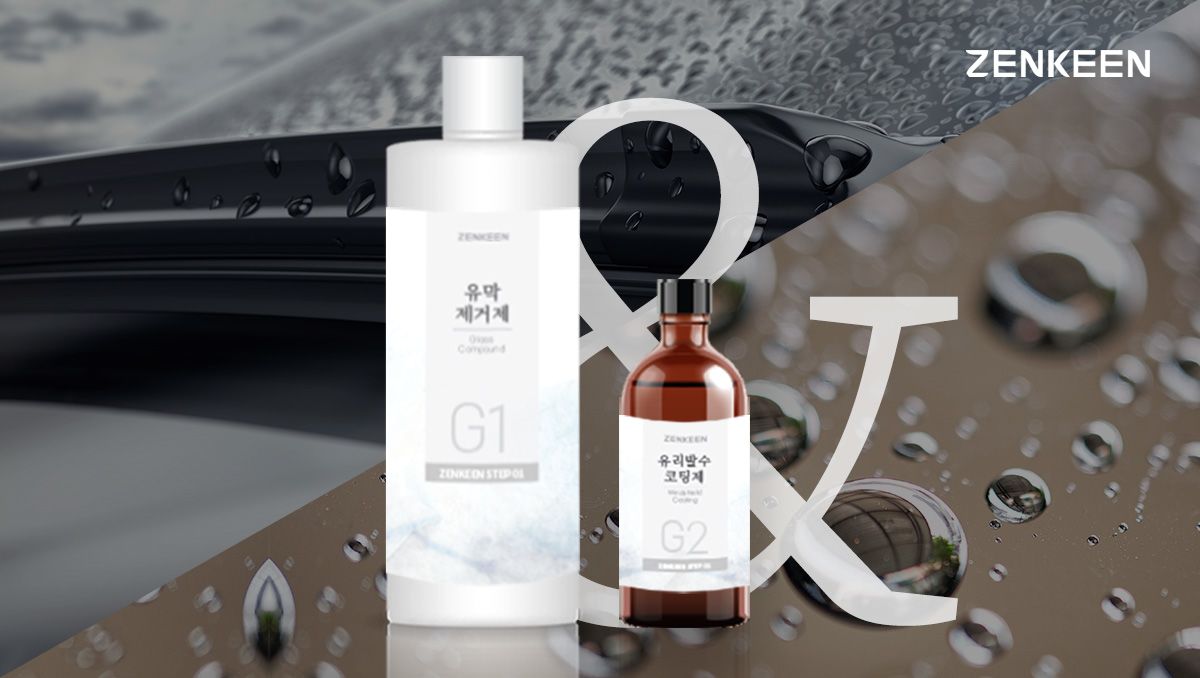 ZENKEEN
&
ZENKEEN
유막
제거제
Glass
Compound
G1
ZENKEEN STEP 01
ZENKEEN
유리발수
코팅제
Coating
G2